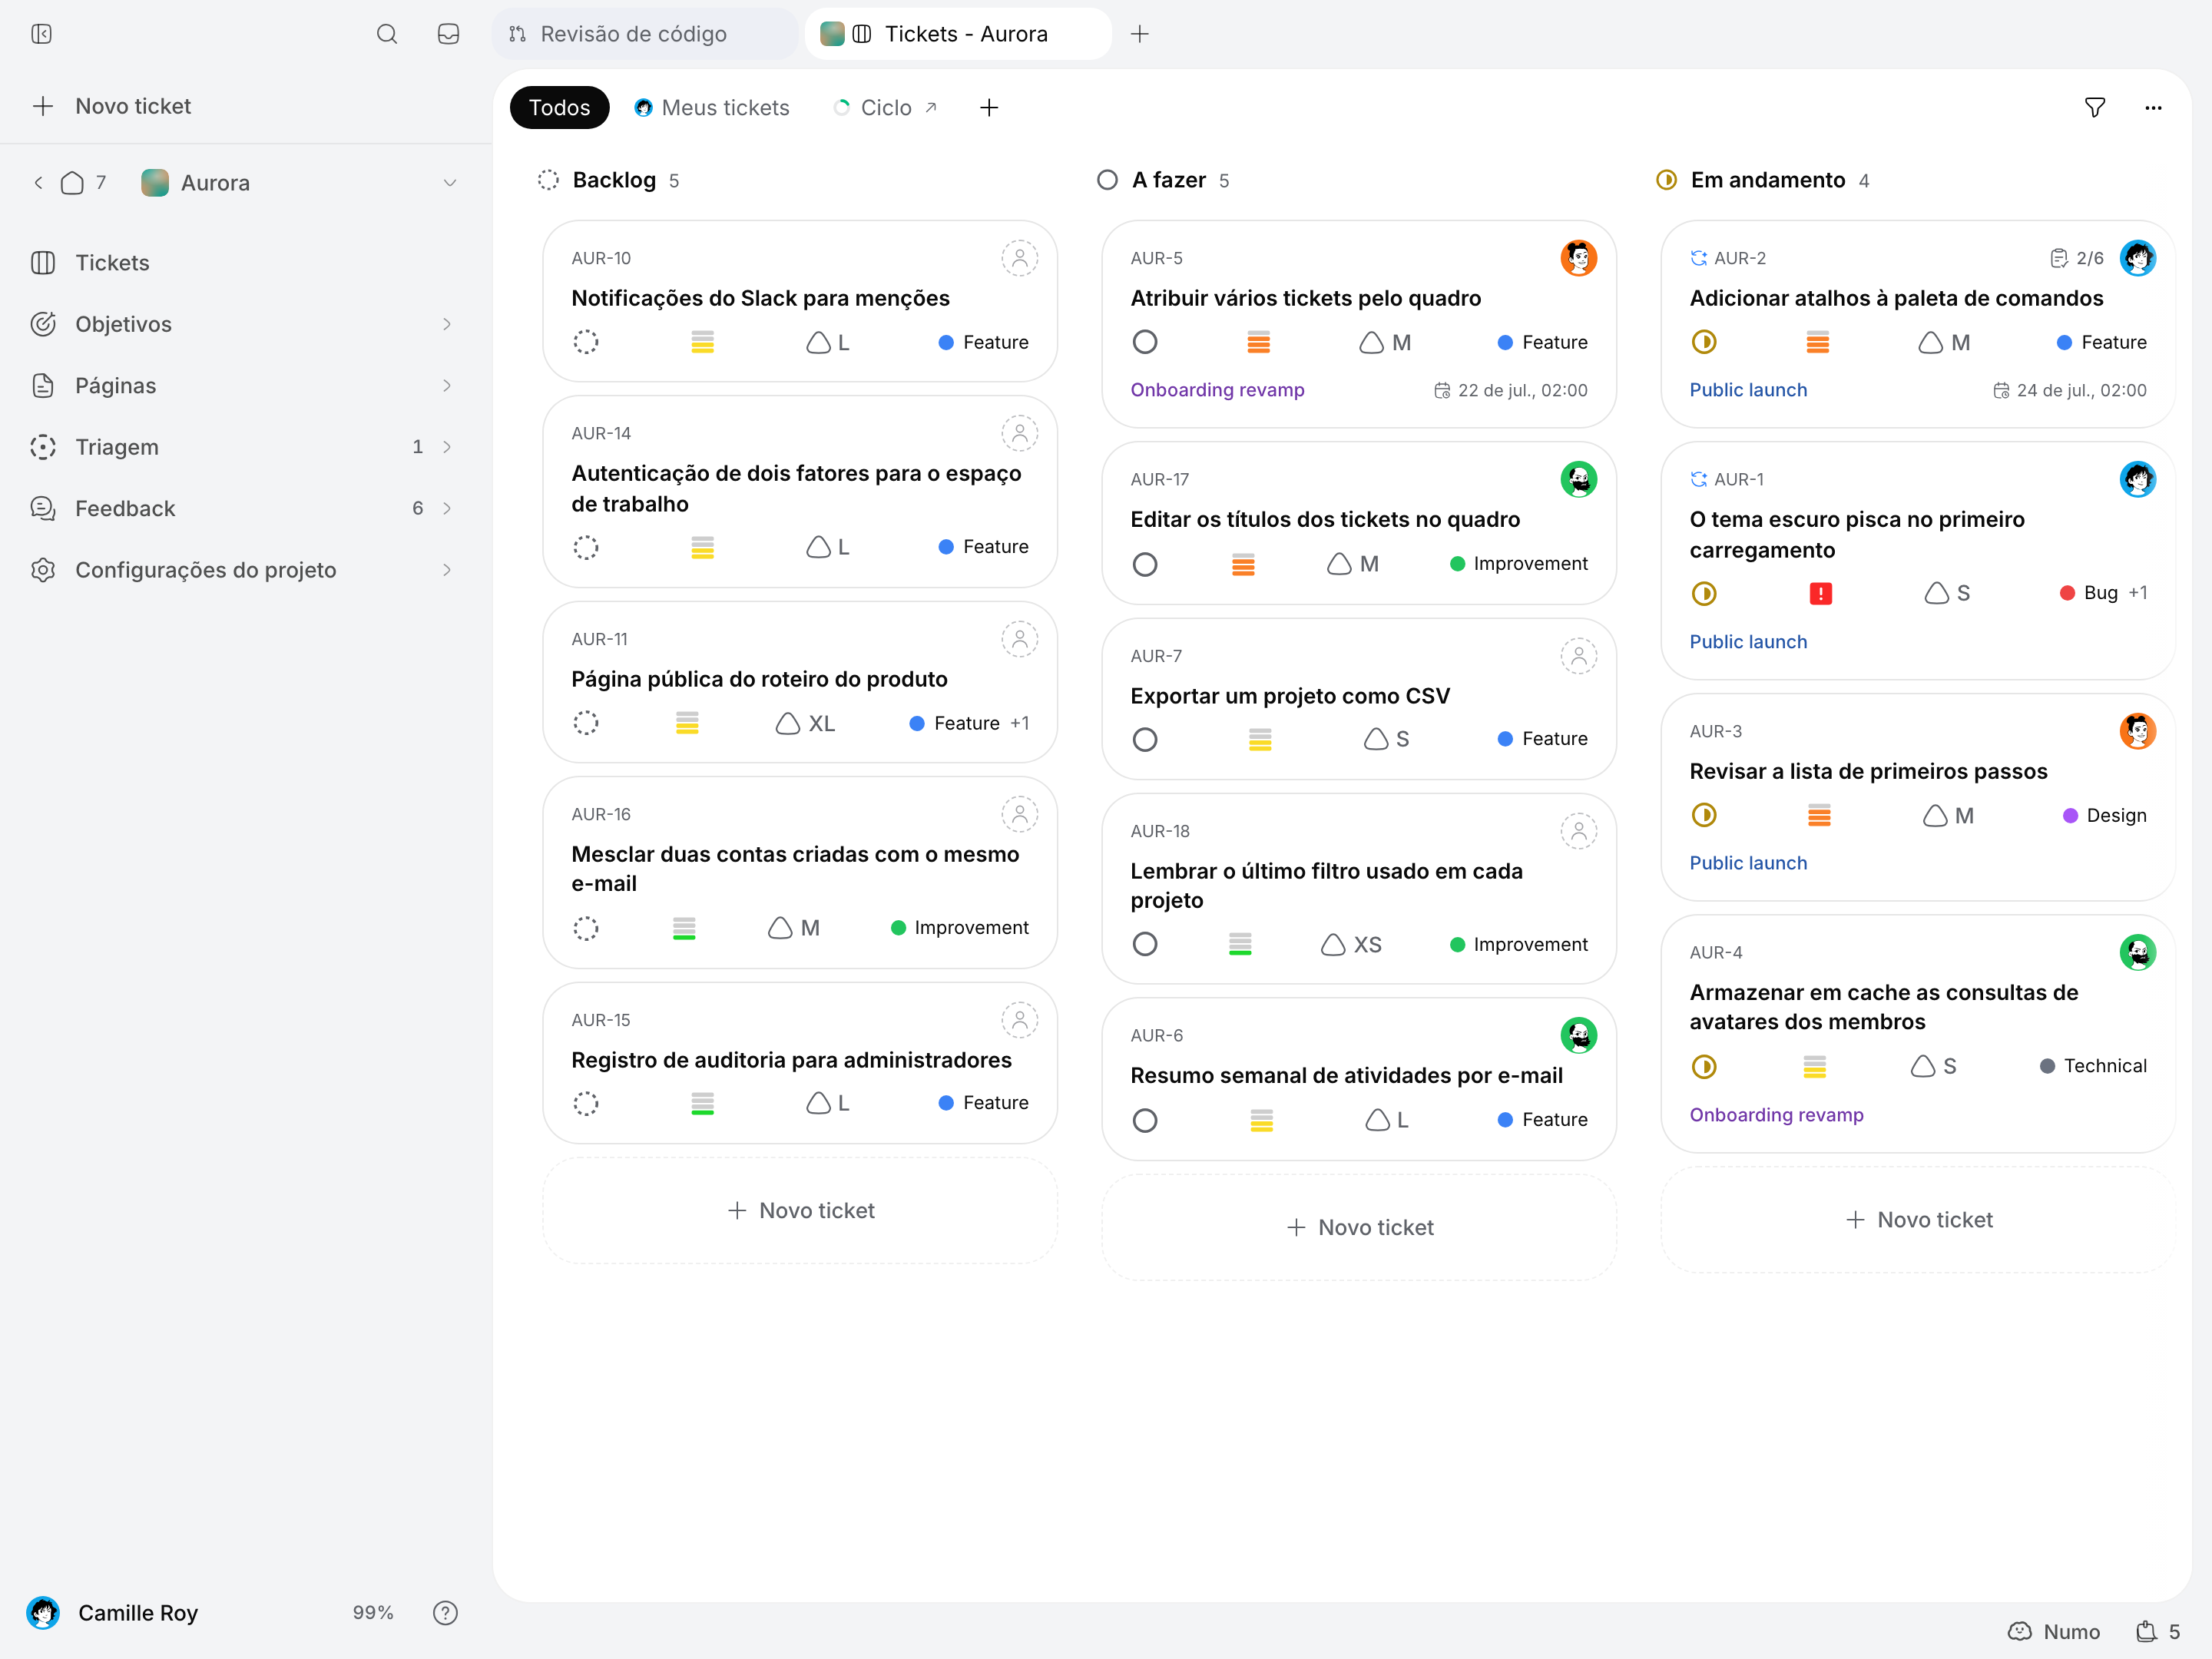 Revisão de código
Tickets - Aurora
Novo ticket
7
Aurora
Tickets
Objetivos
Páginas
Triagem 1
Feedback 6
Configurações do projeto
Camille Roy 99%
Todos
Meus tickets
Ciclo
Backlog 5
AUR-10
Notificações do Slack para menções
L Feature
AUR-14
Autenticação de dois fatores para o espaço
de trabalho
L Feature
AUR-11
Página pública do roteiro do produto
XL Feature +1
AUR-16
Mesclar duas contas criadas com o mesmo
e-mail
M Improvement
AUR-15
Registro de auditoria para administradores
L Feature
Novo ticket
A fazer 5
AUR-5
Atribuir vários tickets pelo quadro
M Feature
Onboarding revamp 22 de jul., 02:00
AUR-17
Editar os títulos dos tickets no quadro
M Improvement
AUR-7
Exportar um projeto como CSV
S Feature
AUR-18
Lembrar o último filtro usado em cada
projeto
XS Improvement
AUR-6
Resumo semanal de atividades por e-mail
L Feature
Novo ticket
Em andamento 4
AUR-2 2/6
Adicionar atalhos à paleta de comandos
M Feature
Public launch 24 de jul., 02:00
AUR-1
O tema escuro pisca no primeiro
carregamento
S Bug +1
Public launch
AUR-3
Revisar a lista de primeiros passos
M Design
Public launch
AUR-4
Armazenar em cache as consultas de
avatares dos membros
S Technical
Onboarding revamp
Novo ticket
Numo 5